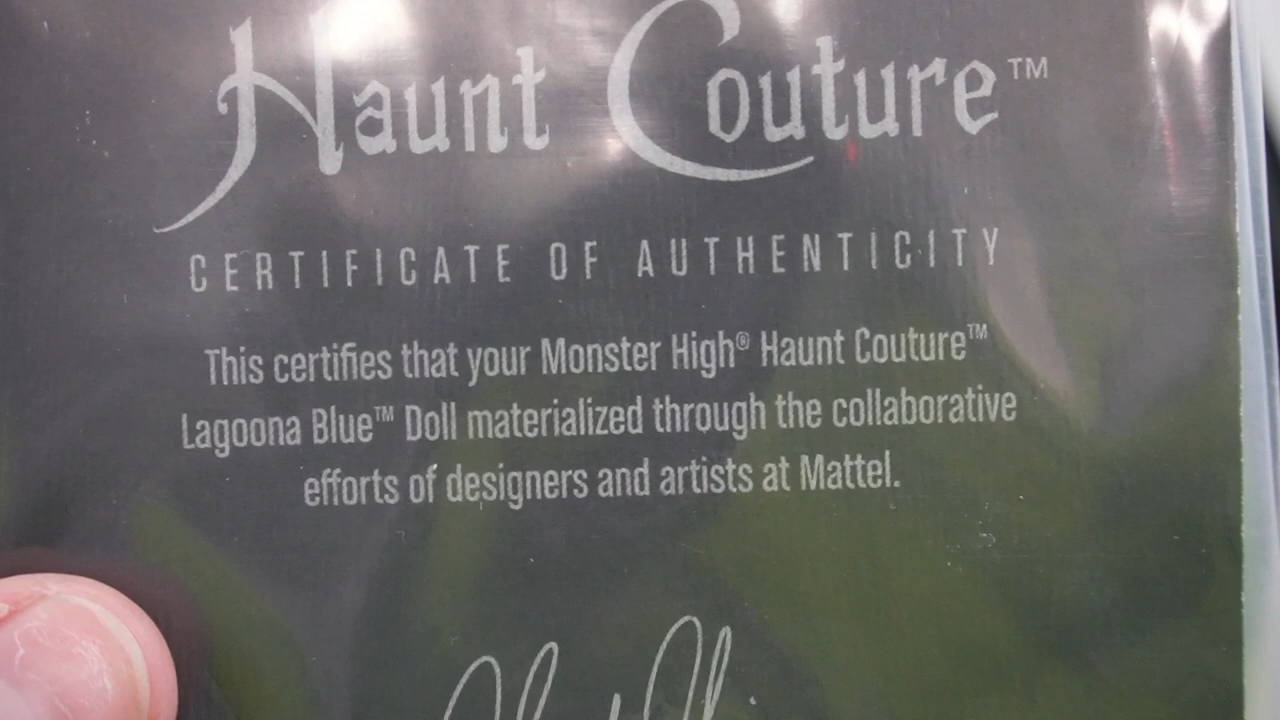 Haunt Couture™
CERTIFICATE OF AUTHENTICITY
This certifies that your Monster High® Haunt Couture™
Lagoona Blue™ Doll materialized through the collaborative
efforts of designers and artists at Mattel.